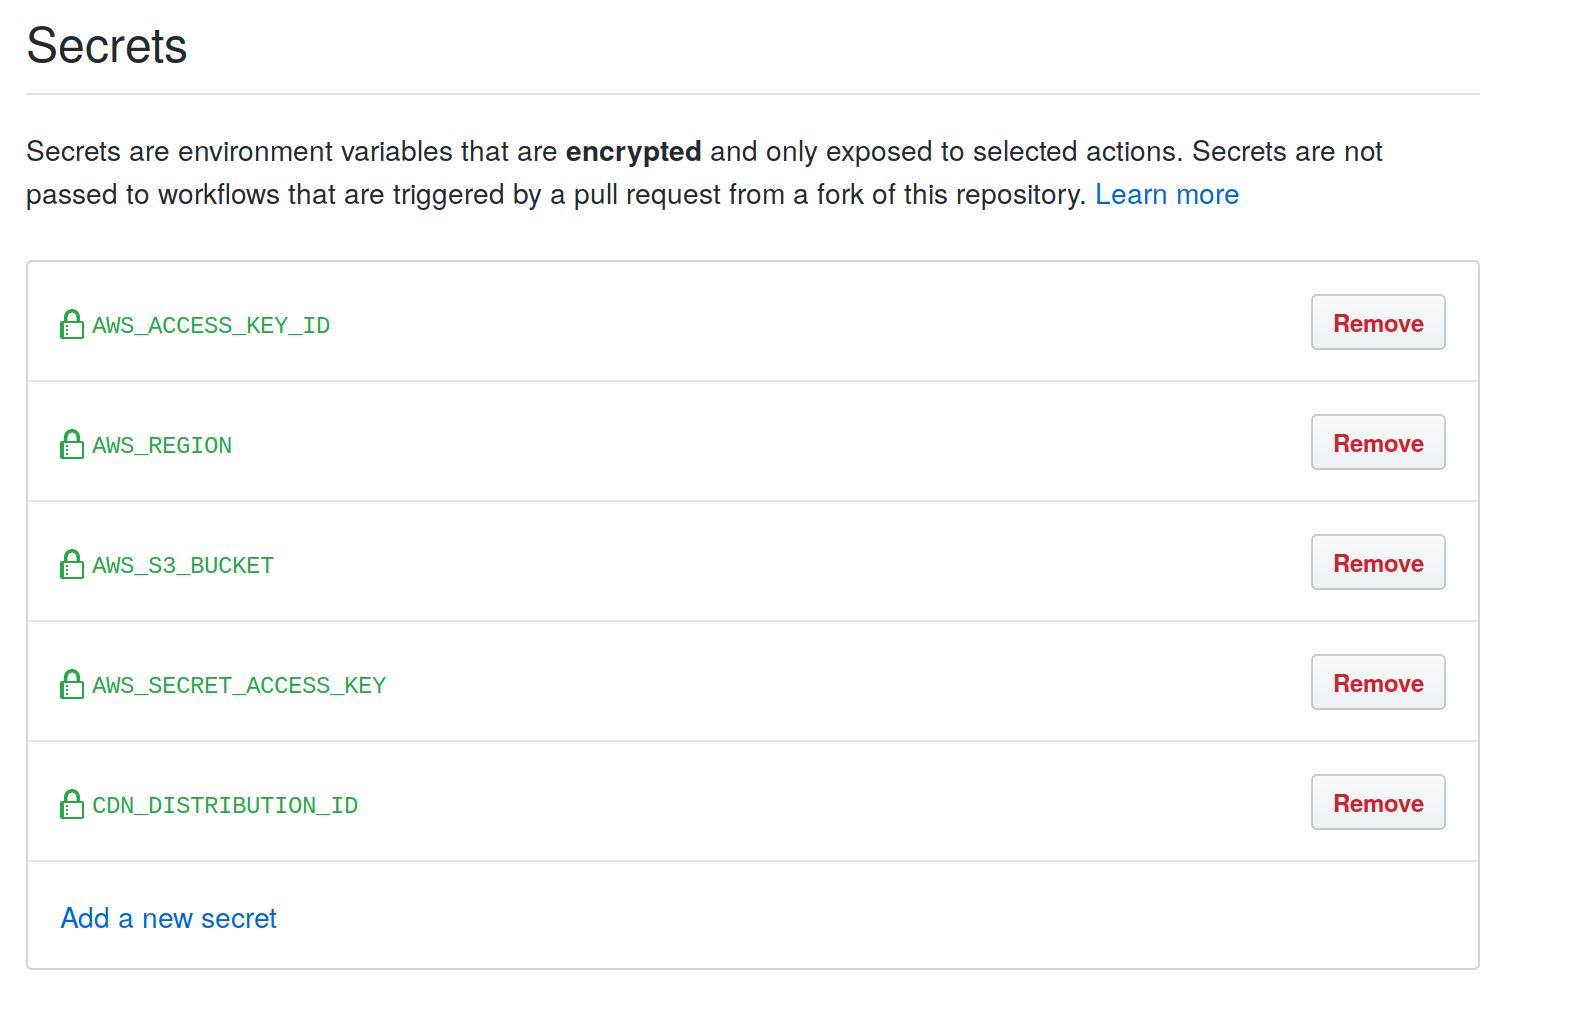 Secrets
Secrets are environment variables that are encrypted and only exposed to selected actions. Secrets are not
passed to workflows that are triggered by a pull request from a fork of this repository. Learn more
AWS_ACCESS_KEY_ID Remove
AWS_REGION Remove
AWS_S3_BUCKET Remove
AWS_SECRET_ACCESS_KEY Remove
CDN_DISTRIBUTION_ID Remove
Add a new secret